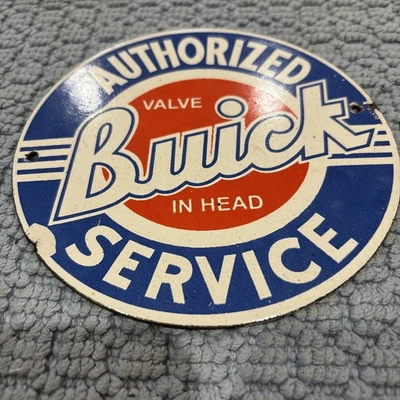 AUTHORIZED
VALVE
Buick
IN HEAD
SERVICE